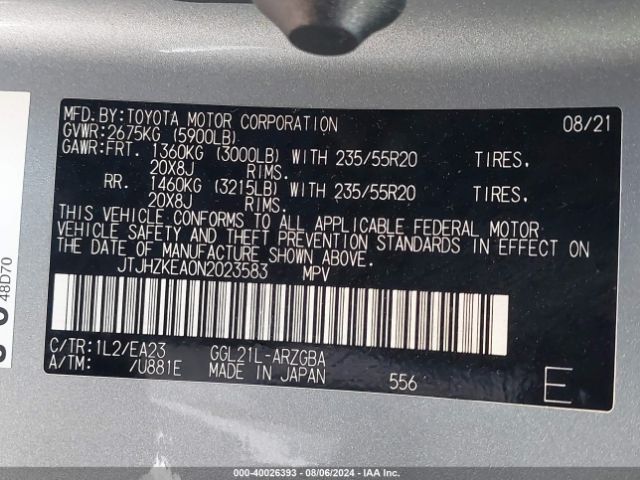 MFD.BY:TOYOTA MOTOR CORPORATION 08/21
GVWR:2675KG (5900LB)
GAWR:FRT. 1360KG (3000LB) WITH 235/55R20 TIRES,
20X8J RIMS.
RR. 1460KG (3215LB) WITH 235/55R20 TIRES,
20X8J RIMS.
THIS VEHICLE CONFORMS TO ALL APPLICABLE FEDERAL MOTOR
VEHICLE SAFETY AND THEFT PREVENTION STANDARDS IN EFFECT ON
THE DATE OF MANUFACTURE SHOWN ABOVE.
JTJHZKEA0N2023583 MPV
C/TR:1L2/EA23 GGL21L-ARZGBA
A/TM: /U881E MADE IN JAPAN 556 E
48D70
000-40026393 - 08/06/2024 - IAA Inc.